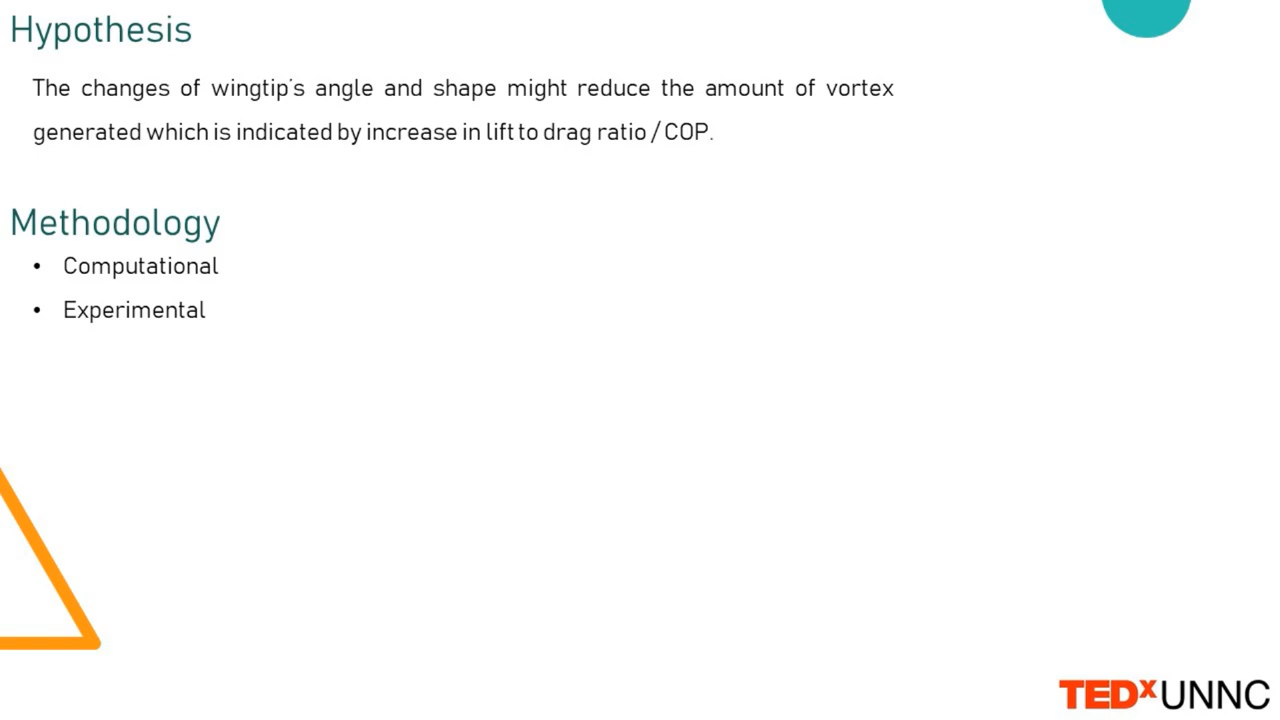 Hypothesis
The changes of wingtip's angle and shape might reduce the amount of vortex
generated which is indicated by increase in lift to drag ratio / COP.
Methodology
• Computational
• Experimental
TEDxUNNC